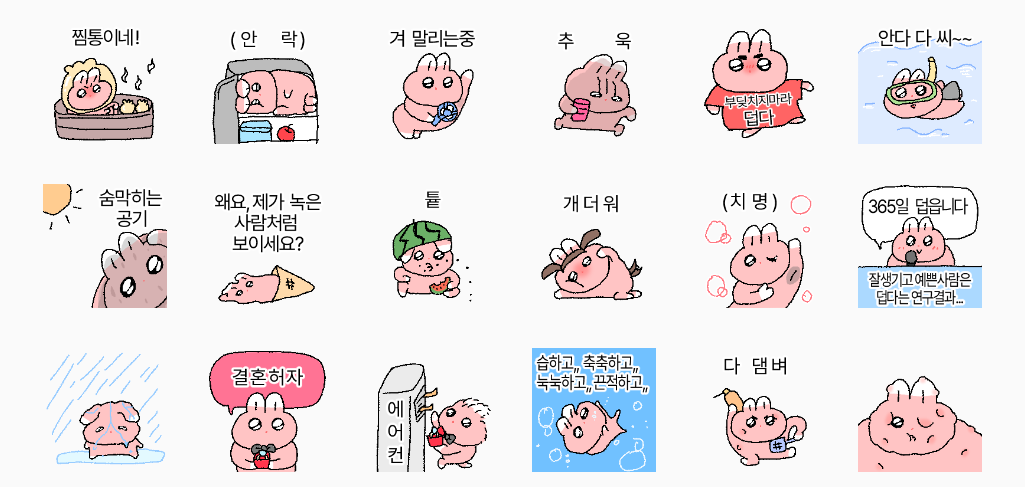 찜통이네!
(안 락)
겨 말리는중
추 욱
부딪치지마라
덥다
안다 다 씨~~
숨막히는
공기
왜요, 제가 녹은
사람처럼
보이세요?
튵
개 더 워
(치 명)
365일 덥읍니다
잘생기고 예쁜사람은
덥다는 연구결과...
결혼허자
에
어
컨
습하고,, 축축하고,,
눅눅하고,, 끈적하고,,
다 댐벼